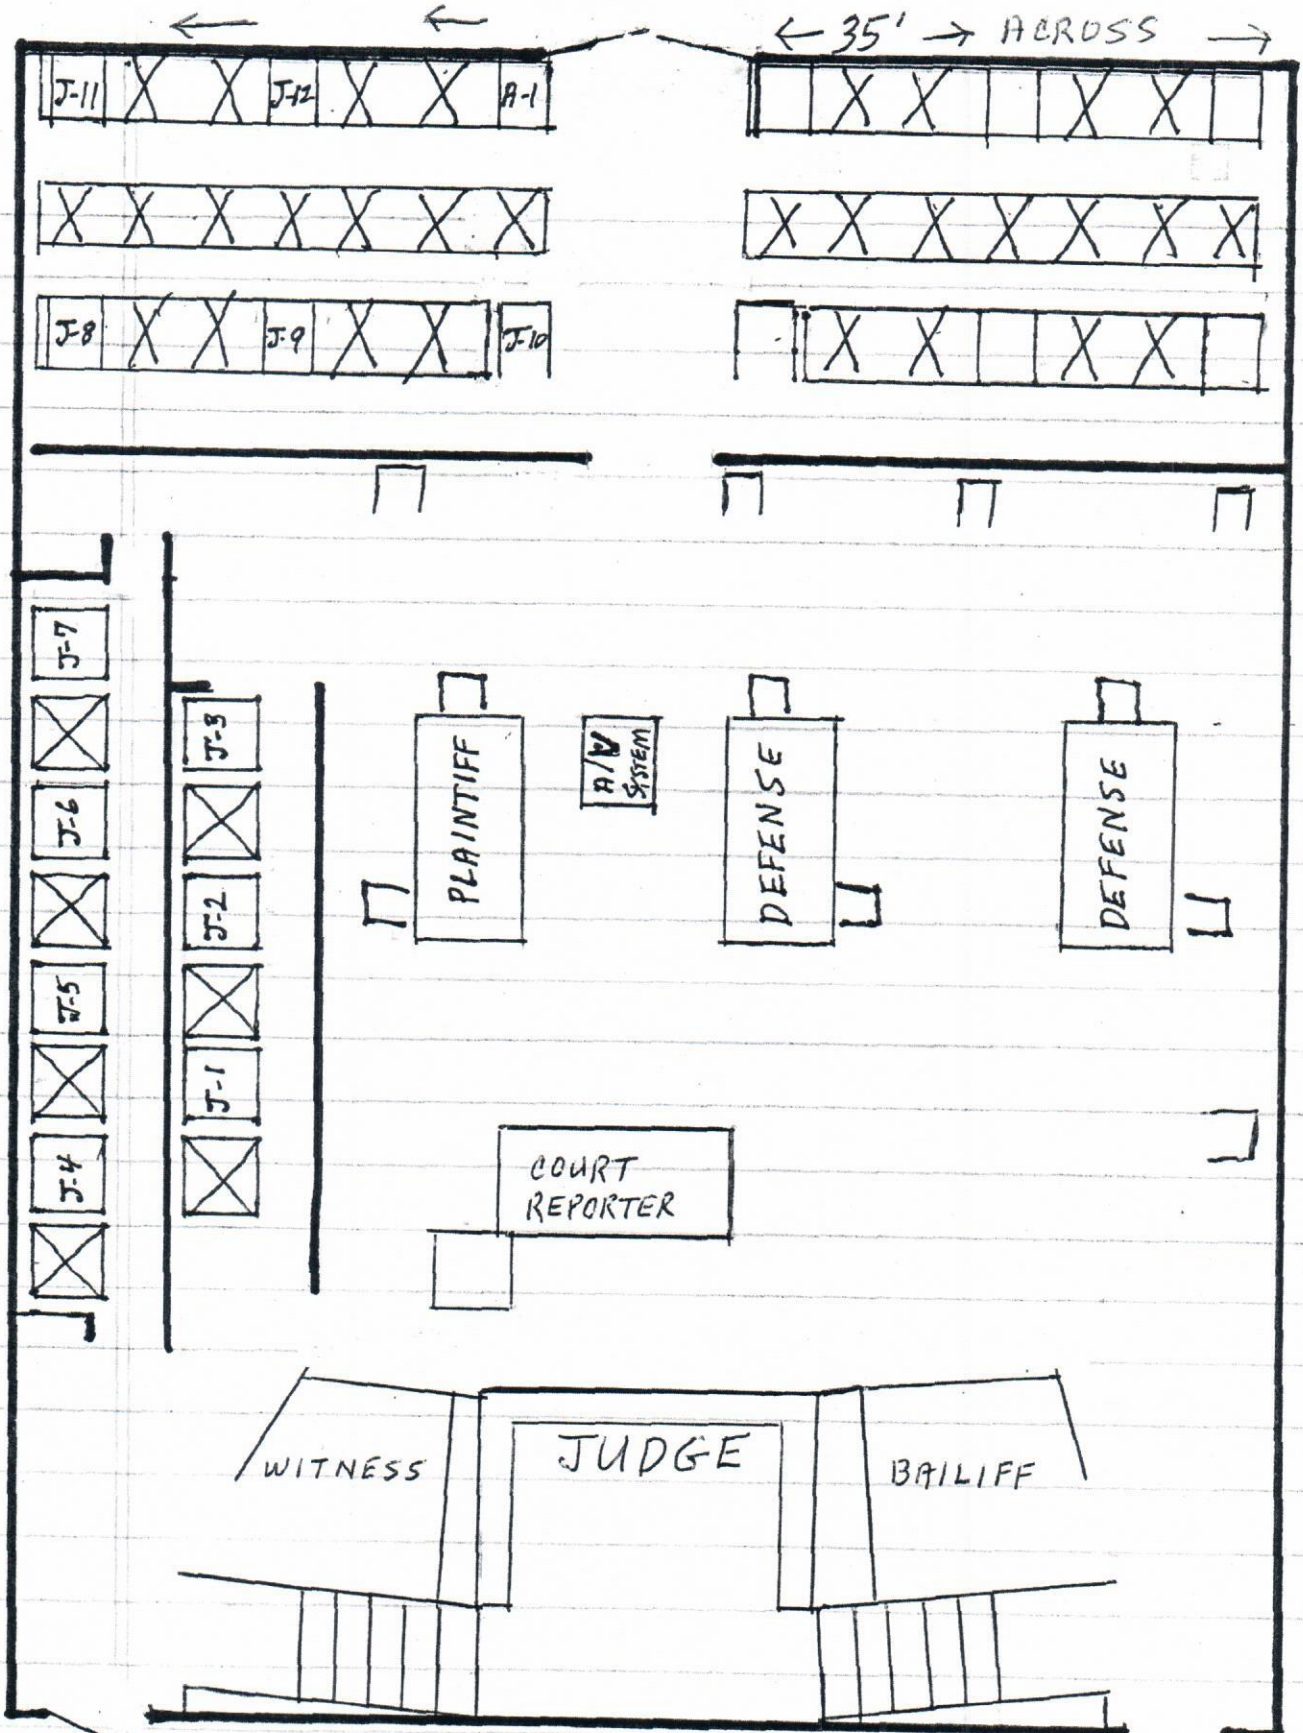 ← ← ← 35' → ACROSS →
J-11 X X J-12 X X A-1 X X X X
X X X X X X X X X X X X X X
J-8 X X J-9 X X J-10 X X X X
J-7
J-6
J-5
J-4
J-3
J-2
J-1
PLAINTIFF
A/V
SYSTEM
DEFENSE
DEFENSE
COURT
REPORTER
WITNESS
JUDGE
BAILIFF